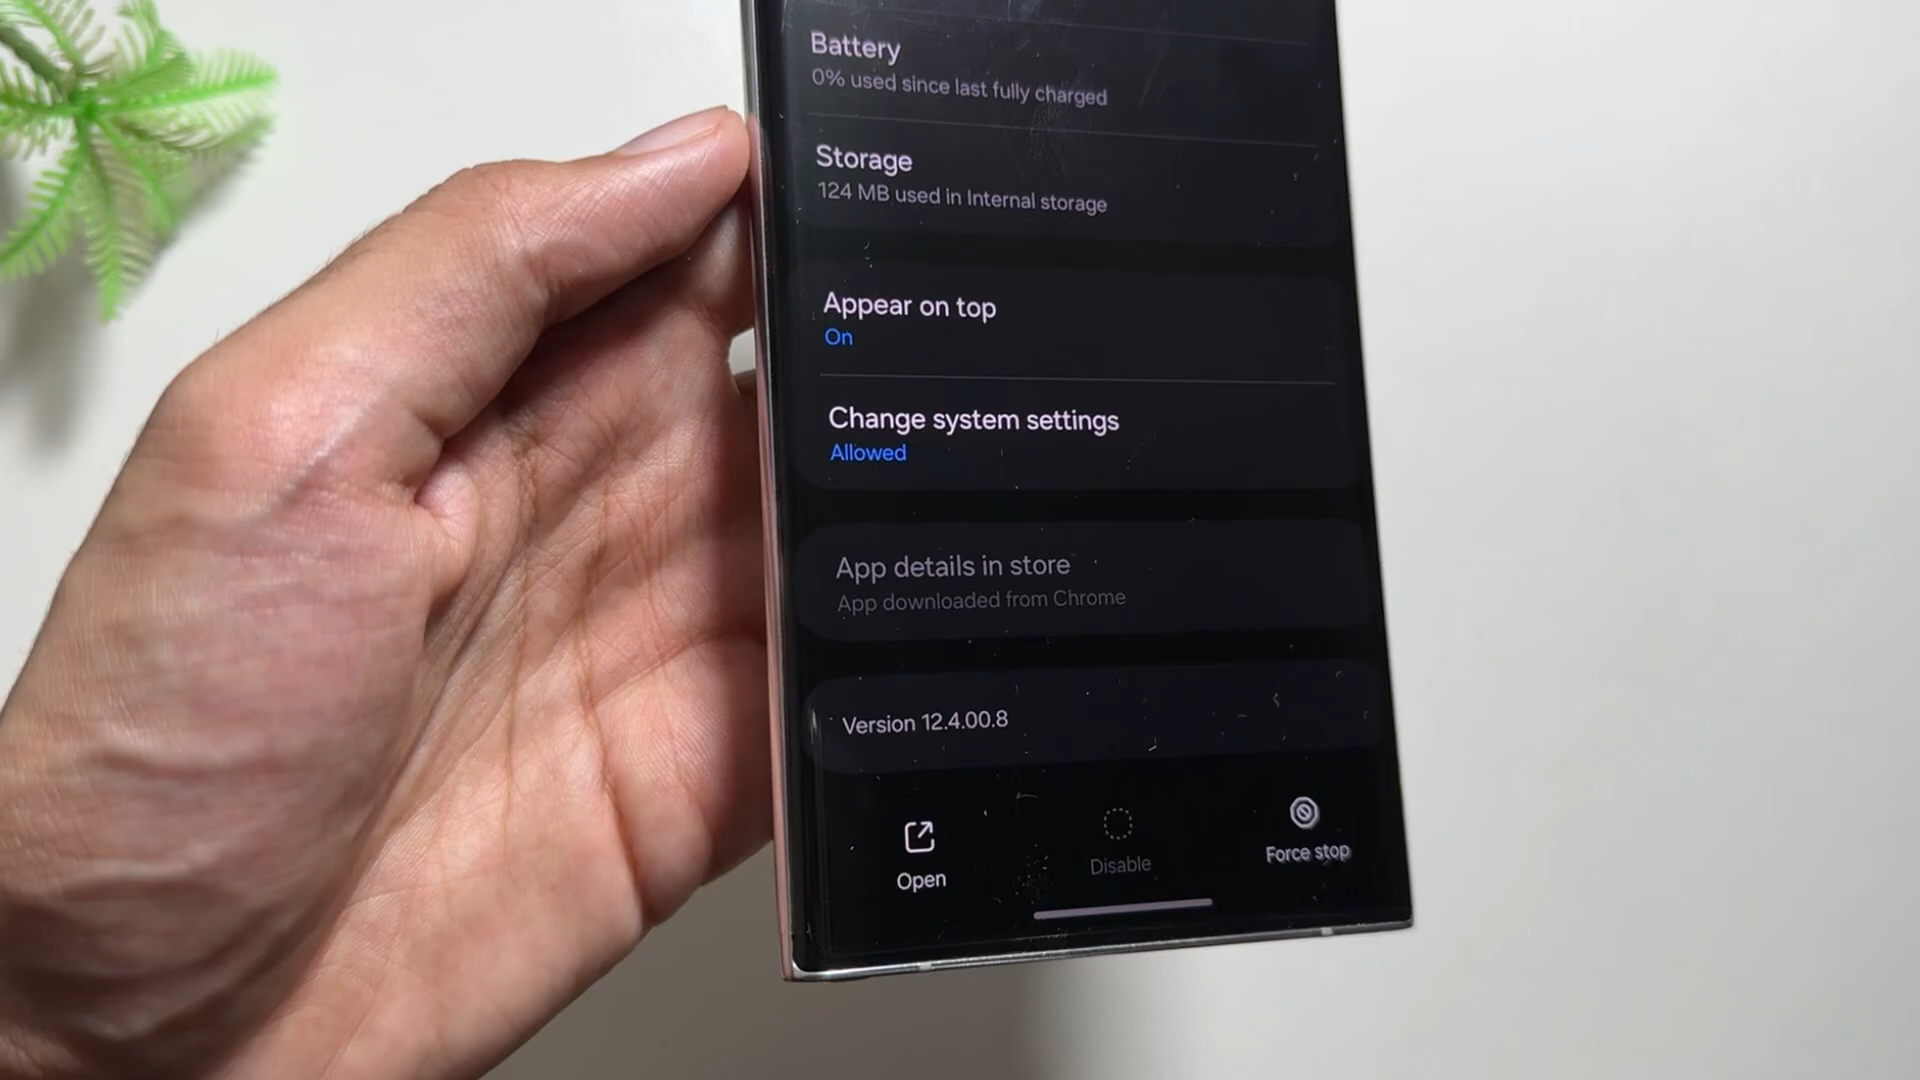 Battery
0% used since last fully charged
Storage
124 MB used in Internal storage
Appear on top
On
Change system settings
Allowed
App details in store
App downloaded from Chrome
Version 12.4.00.8
Open
Disable
Force stop